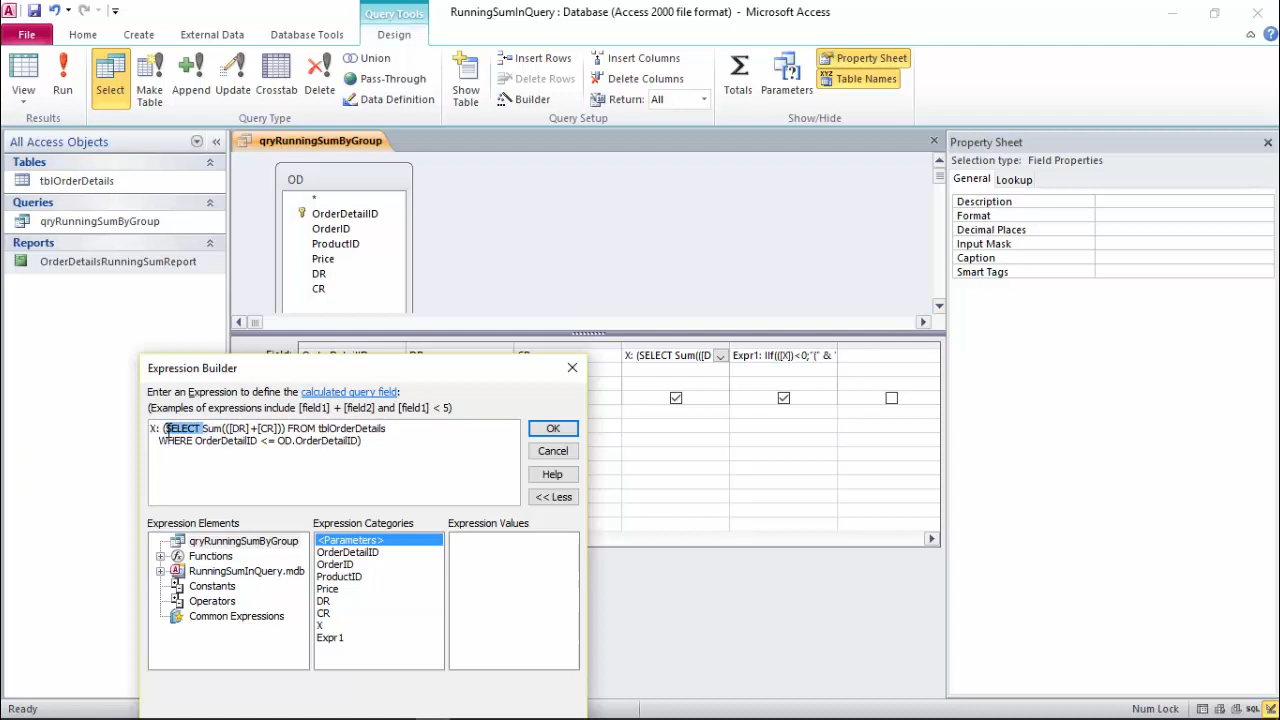 Query Tools
RunningSumInQuery : Database (Access 2000 file format) - Microsoft Access
File Home Create External Data Database Tools Design
View
Results
Run
Select
Make Table
Append
Update
Crosstab
Delete
Union
Pass-Through
Data Definition
Query Type
Show Table
Insert Rows
Delete Rows
Builder
Insert Columns
Delete Columns
Return: All
Query Setup
Totals
Parameters
Property Sheet
XYZ Table Names
Show/Hide
All Access Objects
Tables
tblOrderDetails
Queries
qryRunningSumByGroup
Reports
OrderDetailsRunningSumReport
qryRunningSumByGroup
OD
*
OrderDetailID
OrderID
ProductID
Price
DR
CR
X: (SELECT Sum(([D
Expr1: IIf(([X])<0;'(' & '
Property Sheet
Selection type: Field Properties
General Lookup
Description
Format
Decimal Places
Input Mask
Caption
Smart Tags
Expression Builder
Enter an Expression to define the calculated query field:
(Examples of expressions include [field1] + [field2] and [field1] < 5)
X: (SELECT Sum(([DR]+[CR])) FROM tblOrderDetails
WHERE OrderDetailID <= OD.OrderDetailID)
OK
Cancel
Help
<< Less
Expression Elements
qryRunningSumByGroup
Functions
RunningSumInQuery.mdb
Constants
Operators
Common Expressions
Expression Categories
<Parameters>
OrderDetailID
OrderID
ProductID
Price
DR
CR
X
Expr1
Expression Values
Ready
Num Lock
SQL